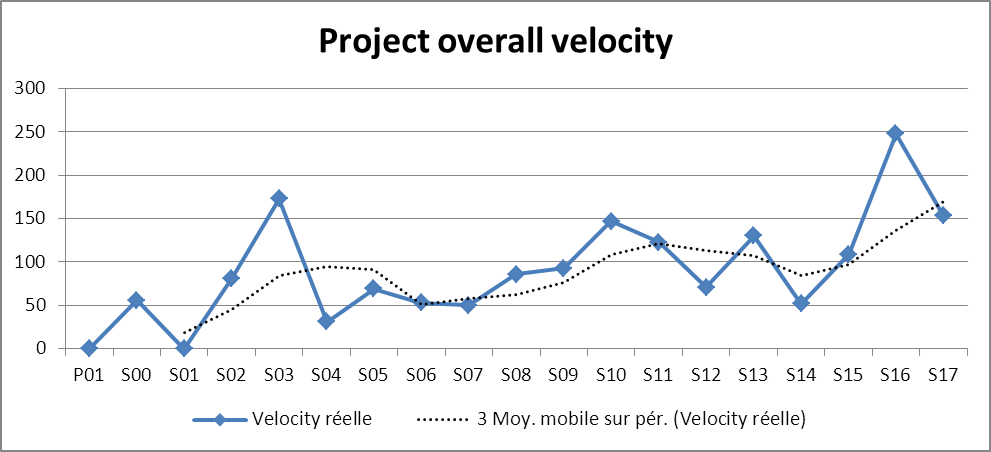 Project overall velocity
300
250
200
150
100
50
0
P01 S00 S01 S02 S03 S04 S05 S06 S07 S08 S09 S10 S11 S12 S13 S14 S15 S16 S17
Velocity réelle 3 Moy. mobile sur pér. (Velocity réelle)